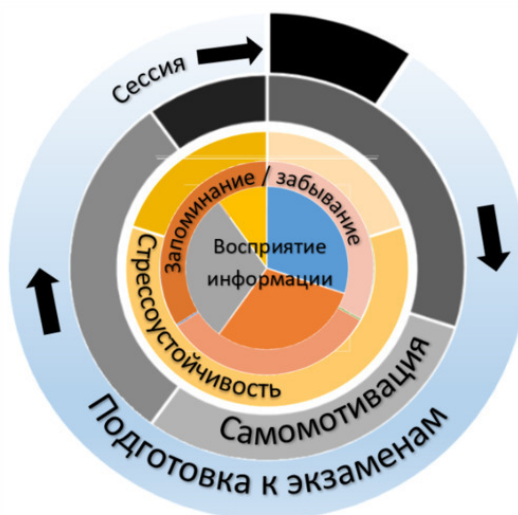 Сессия
Запоминание / забывание
Восприятие
информации
Стрессоустойчивость
Самомотивация
Подготовка к экзаменам